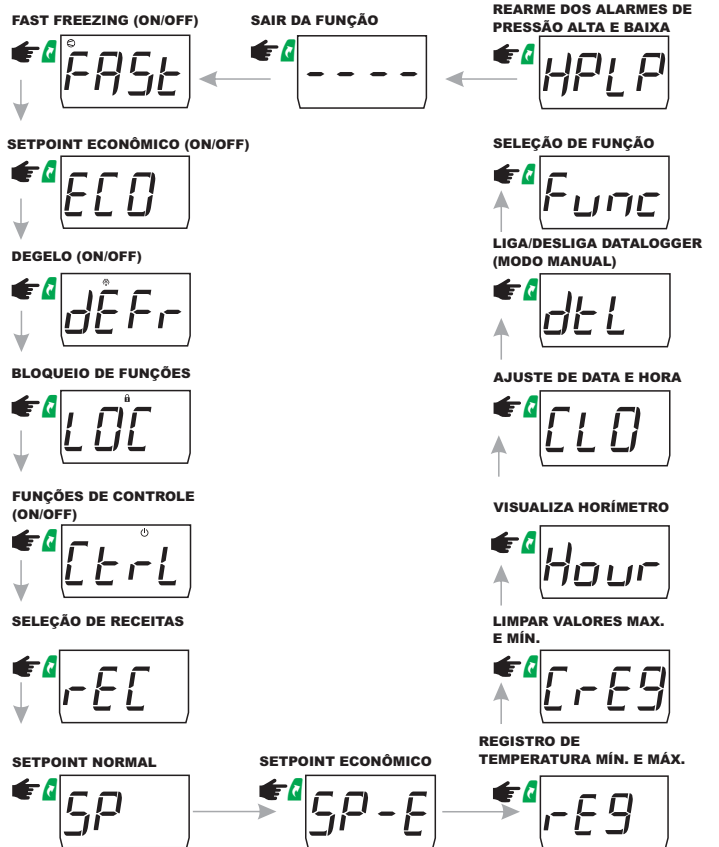 FAST FREEZING (ON/OFF)
FASt
SAIR DA FUNÇÃO
- - - -
REARME DOS ALARMES DE
PRESSÃO ALTA E BAIXA
HPLP
SETPOINT ECONÔMICO (ON/OFF)
ECO
SELEÇÃO DE FUNÇÃO
Func
DEGELO (ON/OFF)
dEFr
LIGA/DESLIGA DATALOGGER
(MODO MANUAL)
dtL
BLOQUEIO DE FUNÇÕES
LOC
AJUSTE DE DATA E HORA
CLO
FUNÇÕES DE CONTROLE
(ON/OFF)
CtrL
VISUALIZA HORÍMETRO
Hour
SELEÇÃO DE RECEITAS
rEC
LIMPAR VALORES MAX.
E MÍN.
CrEg
SETPOINT NORMAL
SP
SETPOINT ECONÔMICO
SP-E
REGISTRO DE
TEMPERATURA MÍN. E MÁX.
rEg